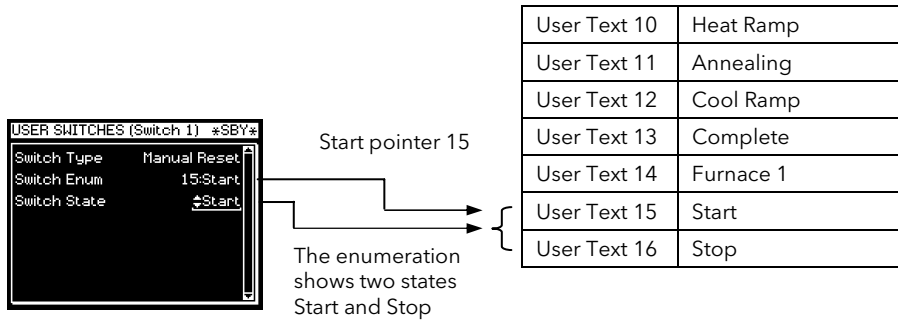 USER SWITCHES (Switch 1) *SBY*
Switch Type Manual Reset
Switch Enum 15:Start
Switch State Start
Start pointer 15
The enumeration
shows two states
Start and Stop
User Text 10 Heat Ramp
User Text 11 Annealing
User Text 12 Cool Ramp
User Text 13 Complete
User Text 14 Furnace 1
User Text 15 Start
User Text 16 Stop